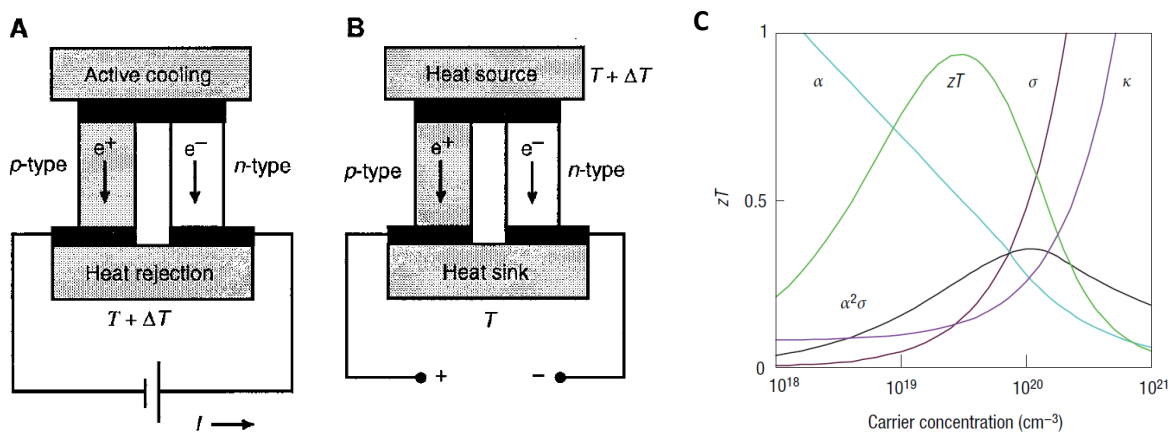 A
Active cooling
p-type
e+
e−
n-type
Heat rejection
T + ΔT
I
B
Heat source
T + ΔT
p-type
e+
e−
n-type
Heat sink
T
+
−
C
1
α
zT
σ
κ
zT
0.5
α²σ
0
10¹⁸
10¹⁹
10²⁰
10²¹
Carrier concentration (cm⁻³)